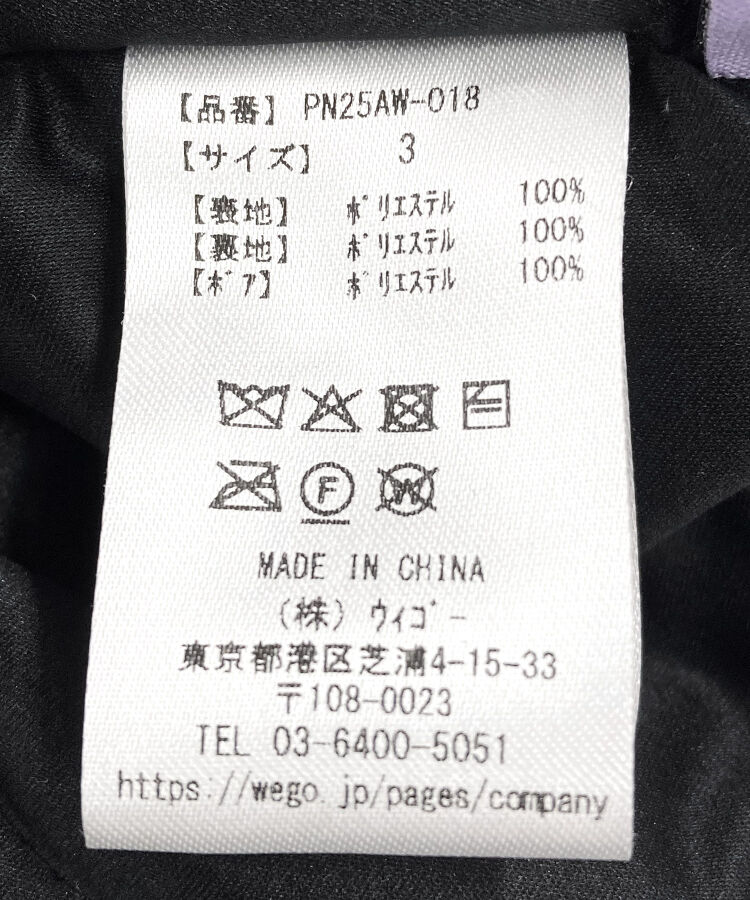 【品番】 PN25AW-018
【サイズ】 3
【表地】 ﾎﾟﾘｴｽﾃﾙ 100%
【裏地】 ﾎﾟﾘｴｽﾃﾙ 100%
【ﾎﾞｱ】 ﾎﾟﾘｴｽﾃﾙ 100%
F W
MADE IN CHINA
(株) ｳｨｺﾞｰ
東京都港区芝浦4-15-33
〒108-0023
TEL 03-6400-5051
https://wego.jp/pages/company